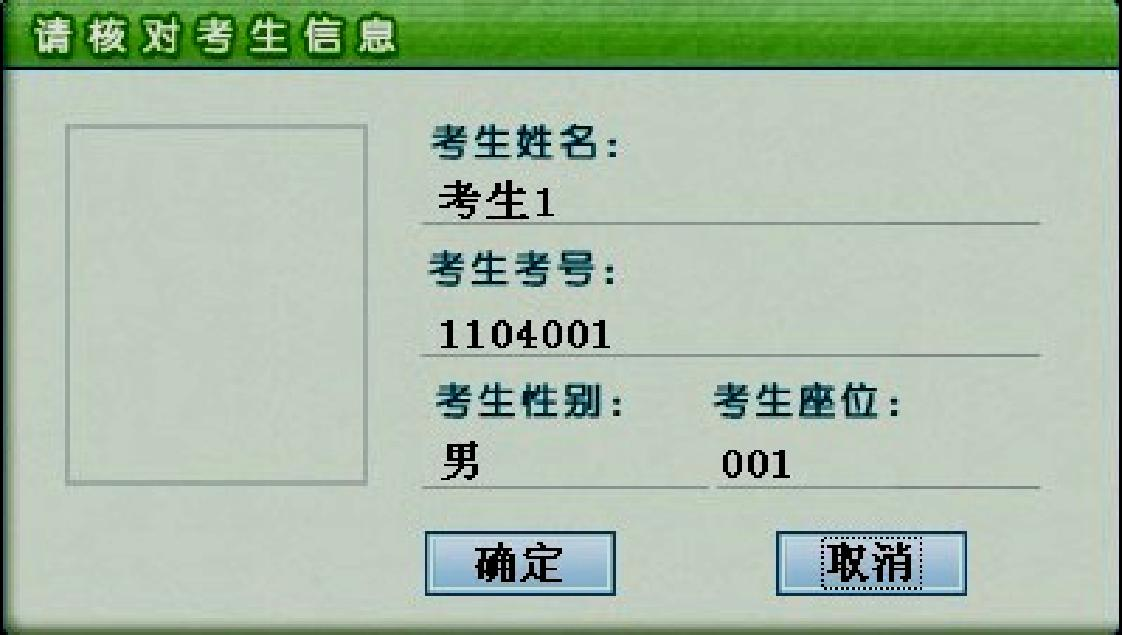 请核对考生信息
考生姓名：
考生1
考生考号：
1104001
考生性别： 考生座位：
男 001
确定 取消